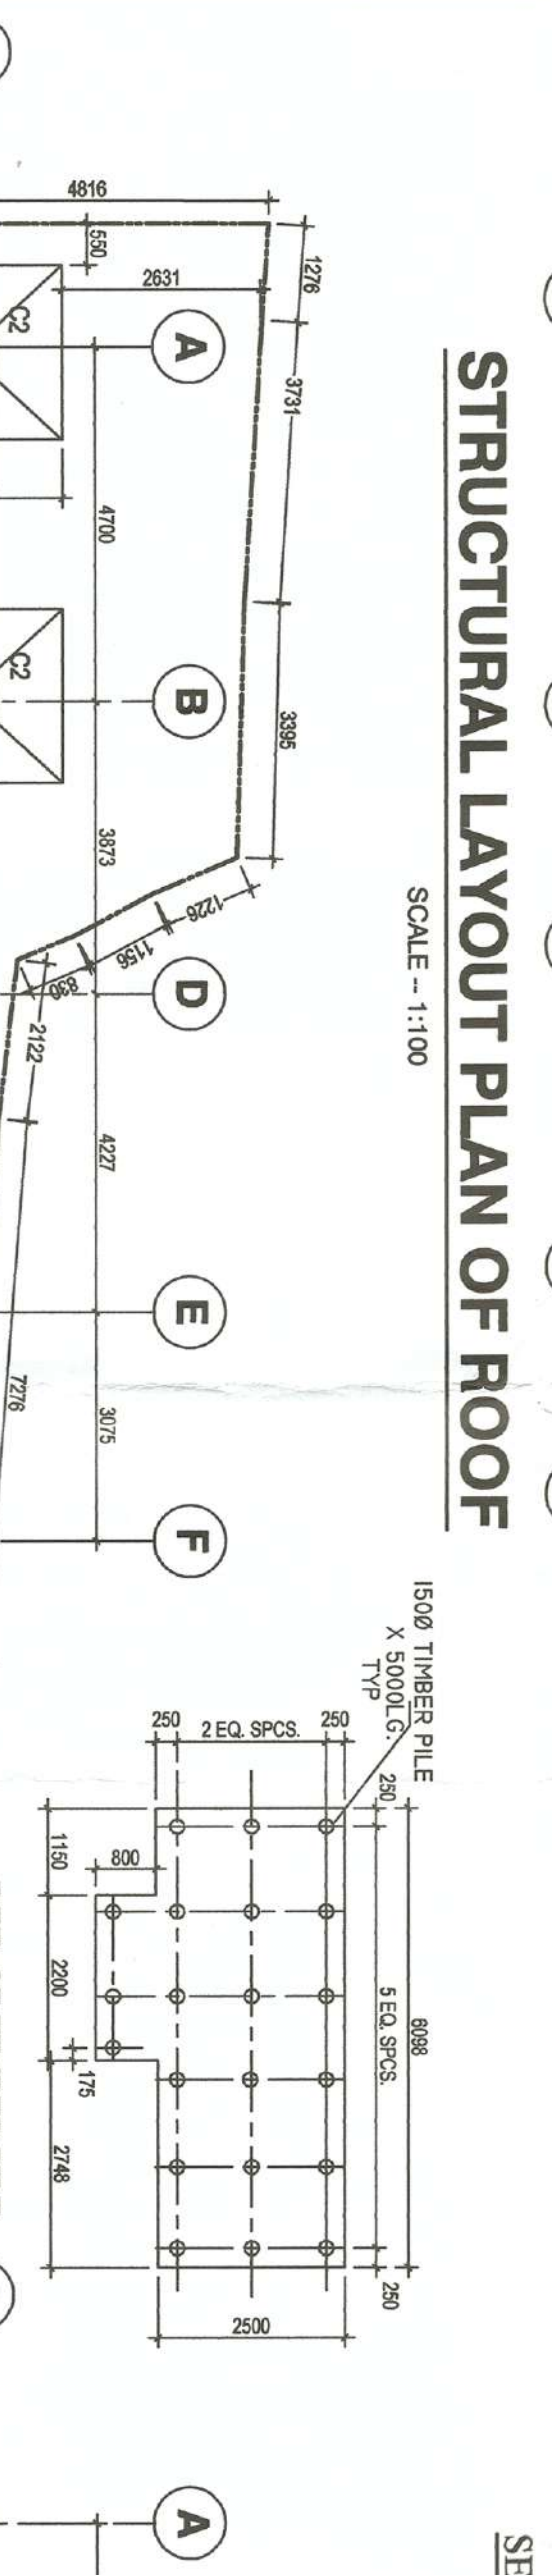 STRUCTURAL LAYOUT PLAN OF ROOF
SCALE -- 1:100
4816
550
2631
1276
3731
3395
1226
1156
830
2122
7276
C2
C2
A
B
D
E
F
4700
3873
4227
3075
150Ø TIMBER PILE
X 5000LG.
TYP
250
2 EQ. SPCS.
250
250
5 EQ. SPCS.
250
6098
1150
800
2200
175
2748
2500
A
SE